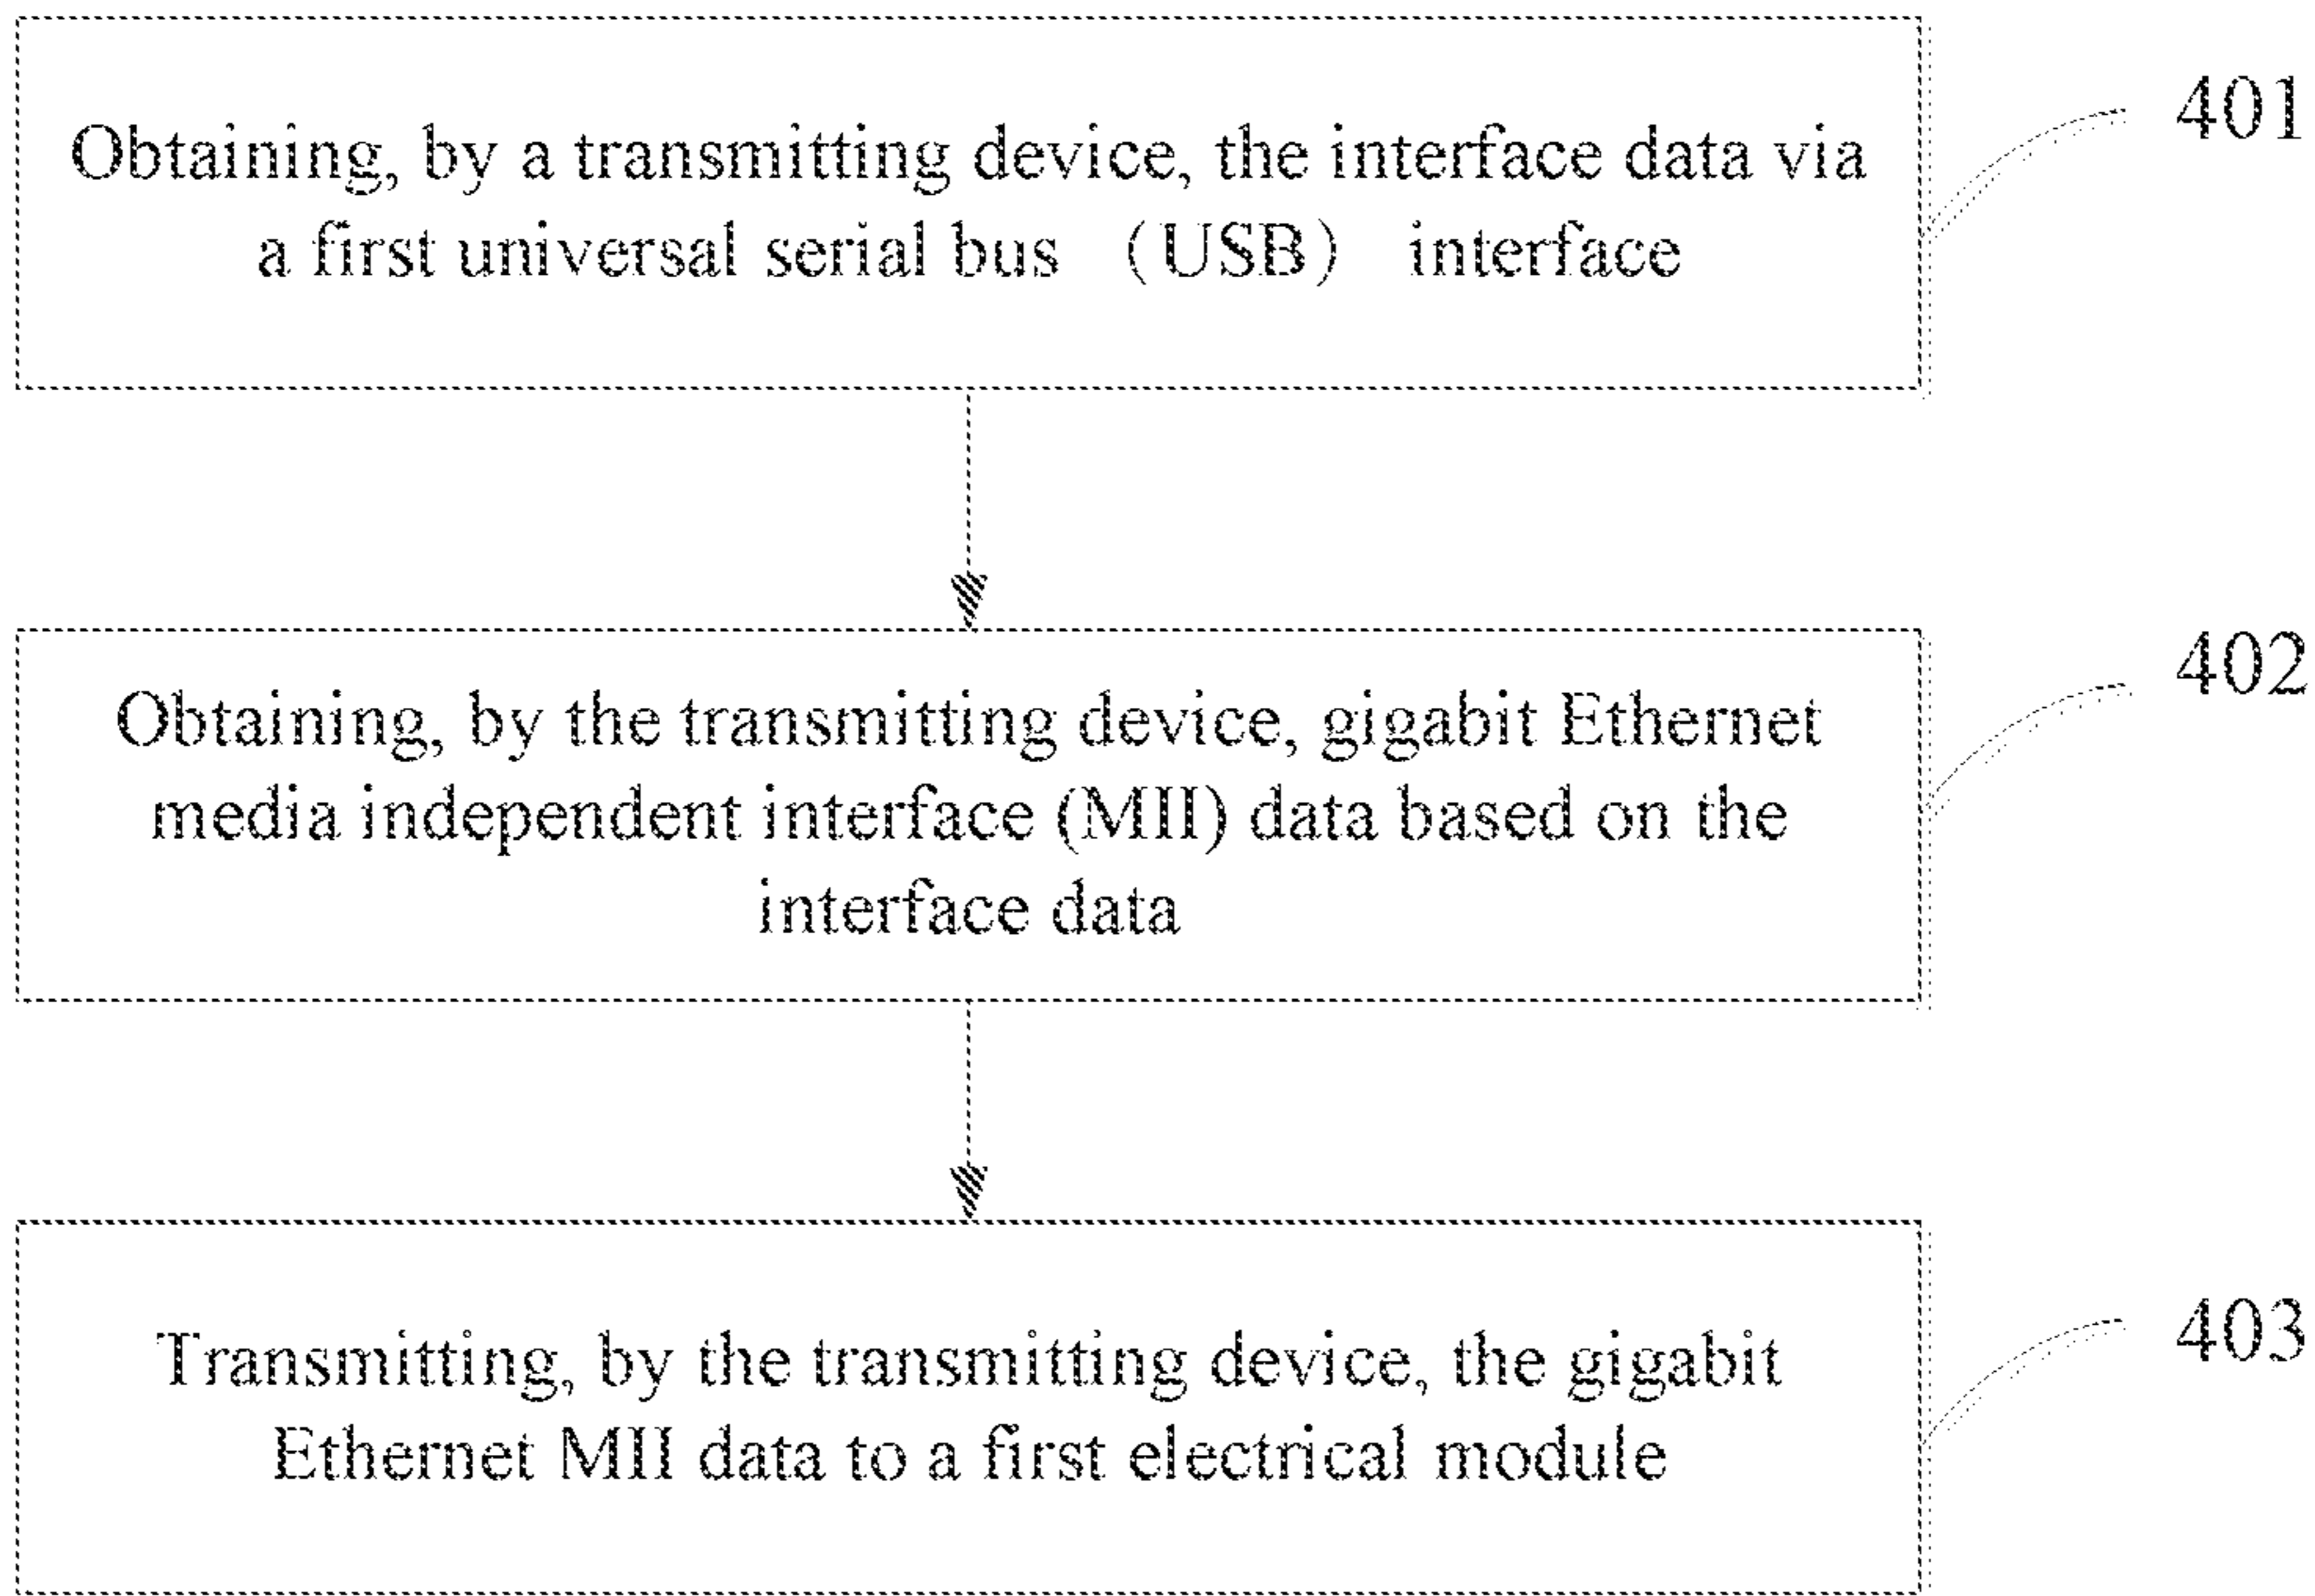 Obtaining, by a transmitting device, the interface data via
a first universal serial bus （USB） interface
401
Obtaining, by the transmitting device, gigabit Ethernet
media independent interface (MII) data based on the
interface data
402
Transmitting, by the transmitting device, the gigabit
Ethernet MII data to a first electrical module
403